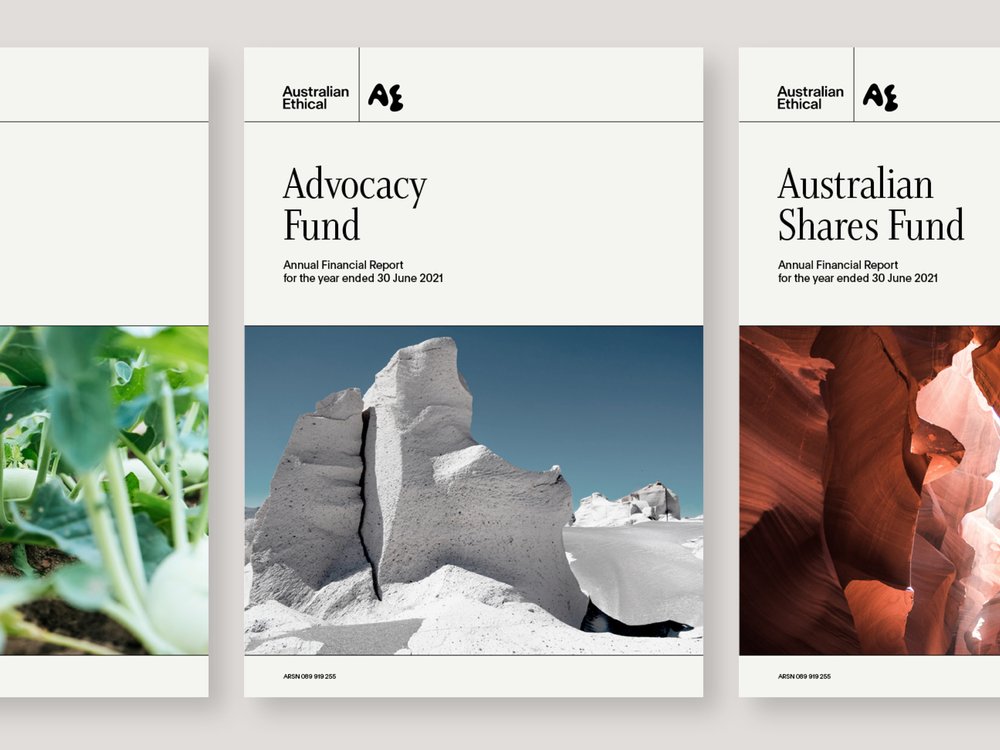 Australian
Ethical
AE
Advocacy
Fund
Annual Financial Report
for the year ended 30 June 2021
ARSN 089 919 255
Australian
Ethical
AE
Australian
Shares Fund
Annual Financial Report
for the year ended 30 June 2021
ARSN 089 919 255